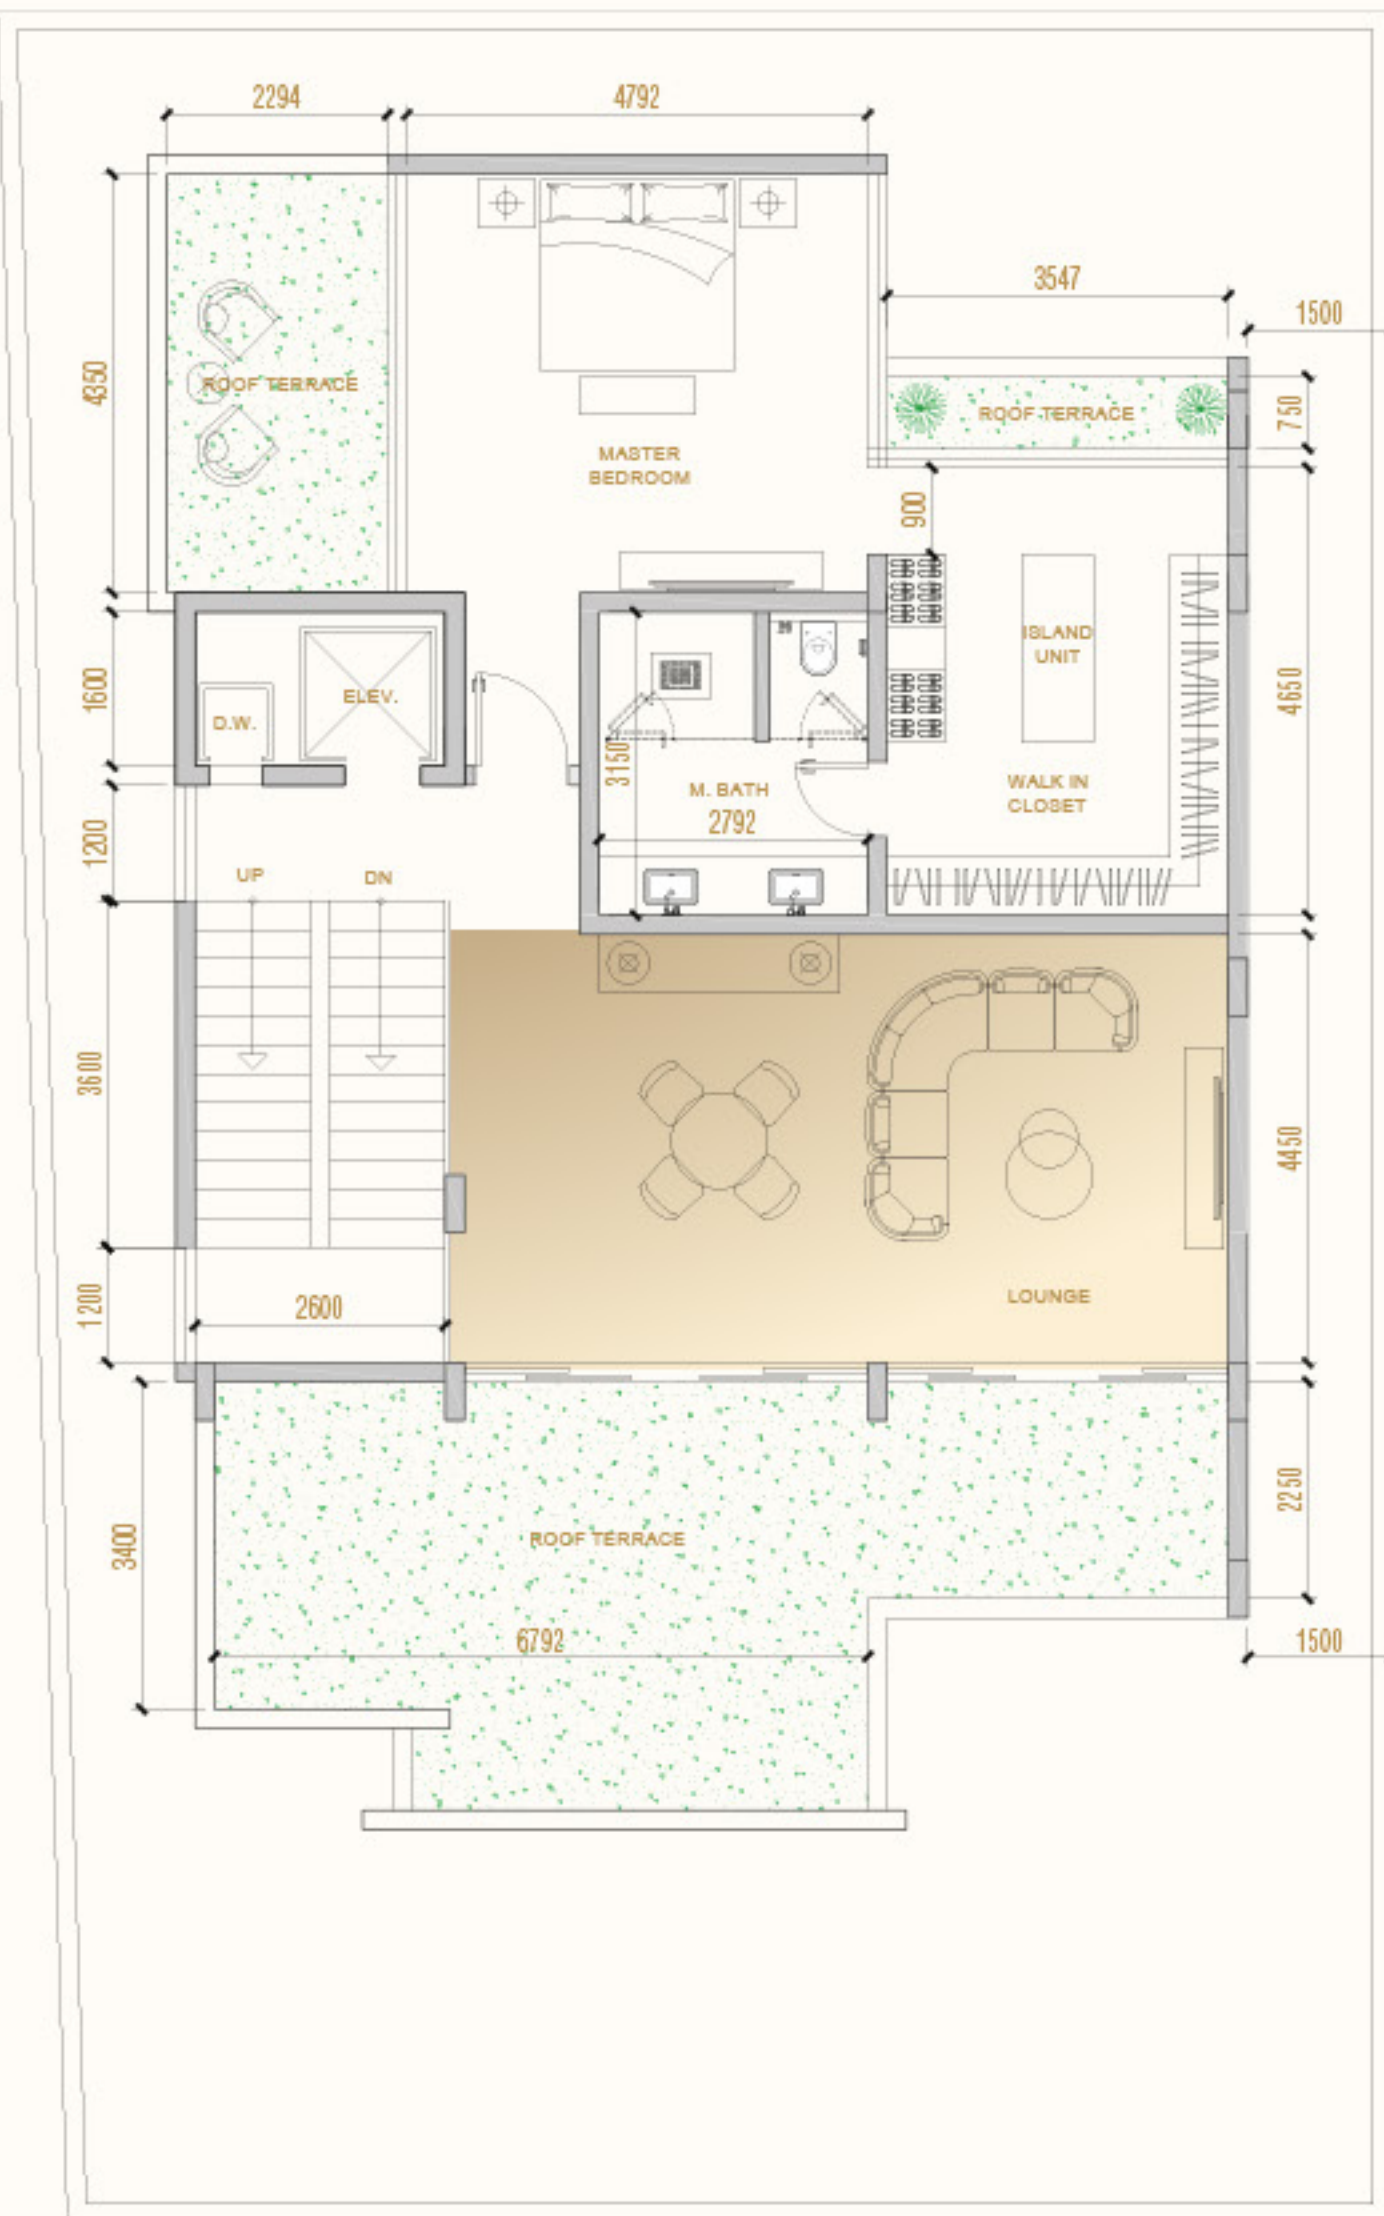 2294
4792
3547
1500
4350
ROOF TERRACE
ROOF TERRACE
750
MASTER
BEDROOM
900
ISLAND
UNIT
1600
ELEV.
D.W.
4650
3150
M. BATH
2792
WALK IN
CLOSET
1200
UP
DN
3600
4450
LOUNGE
1200
2600
2250
ROOF TERRACE
3400
6792
1500